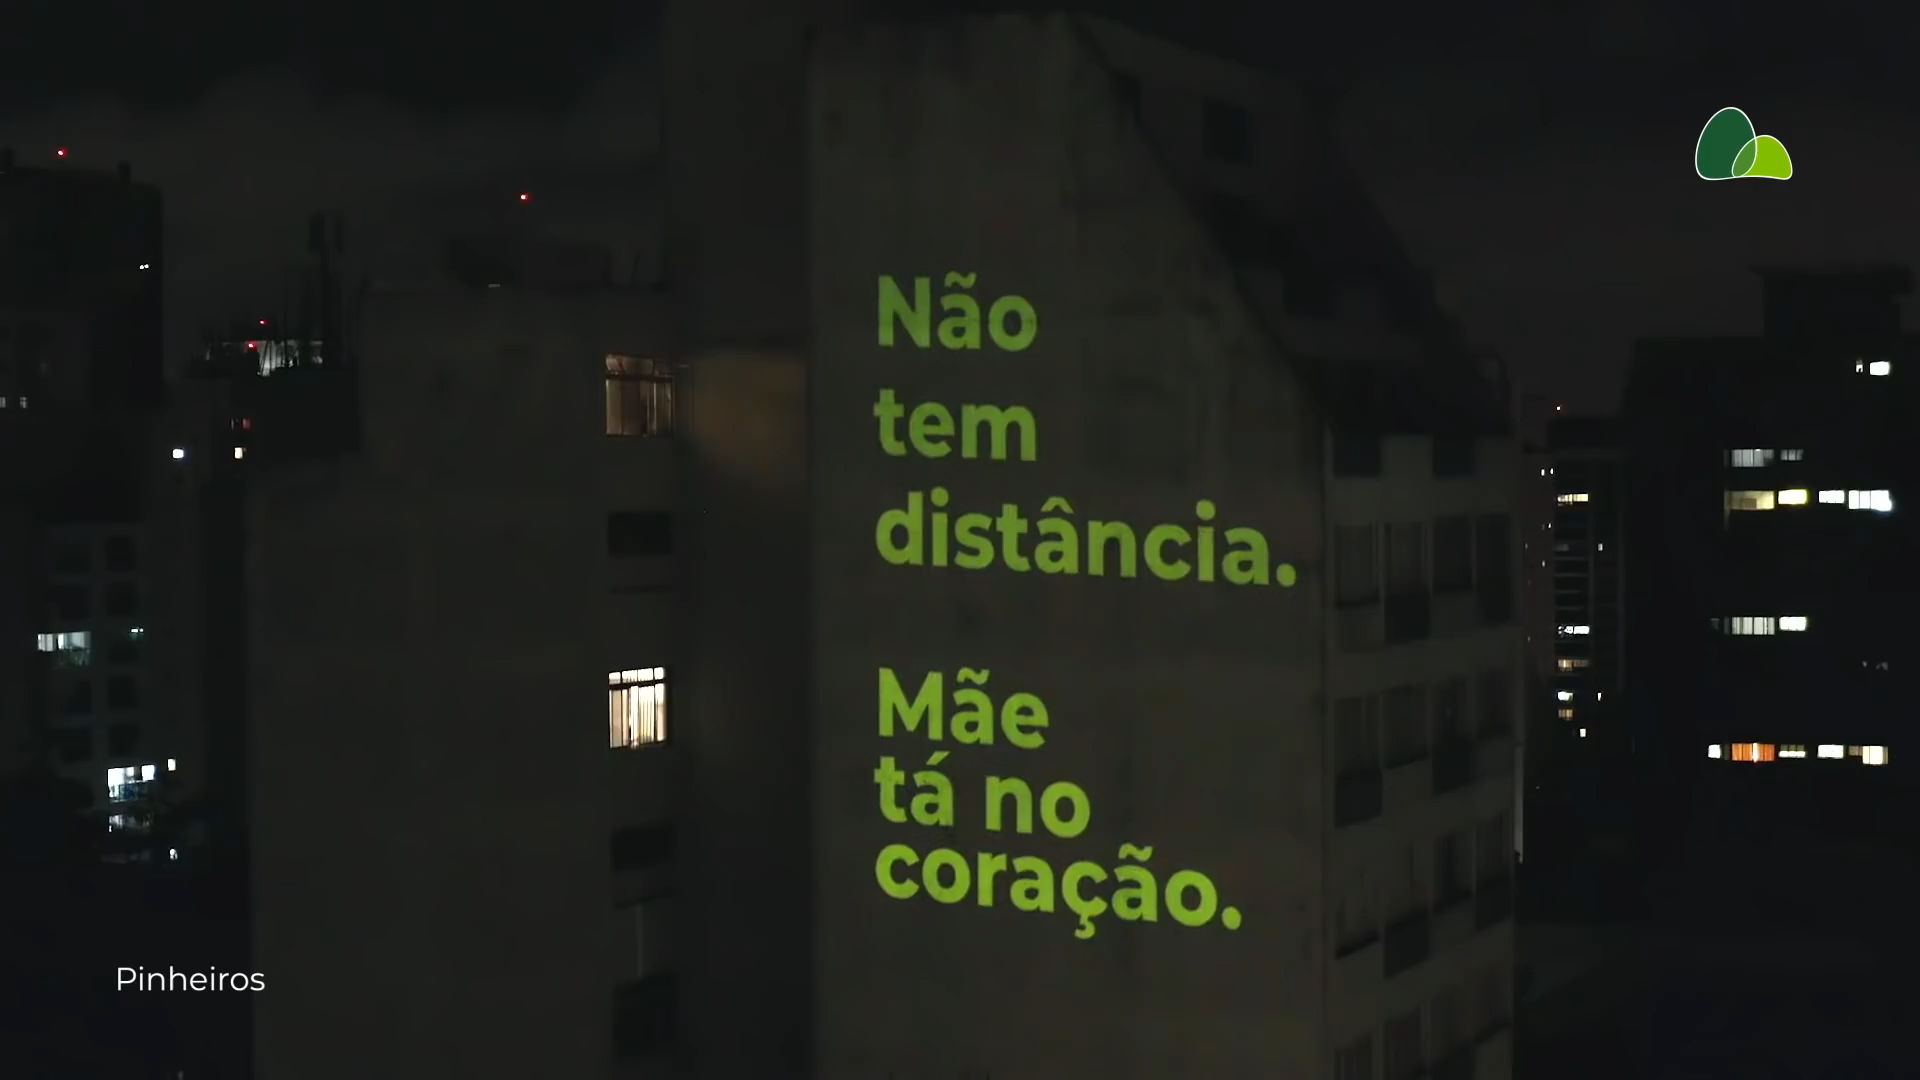 Não
tem
distância.
Mãe
tá no
coração.
Pinheiros